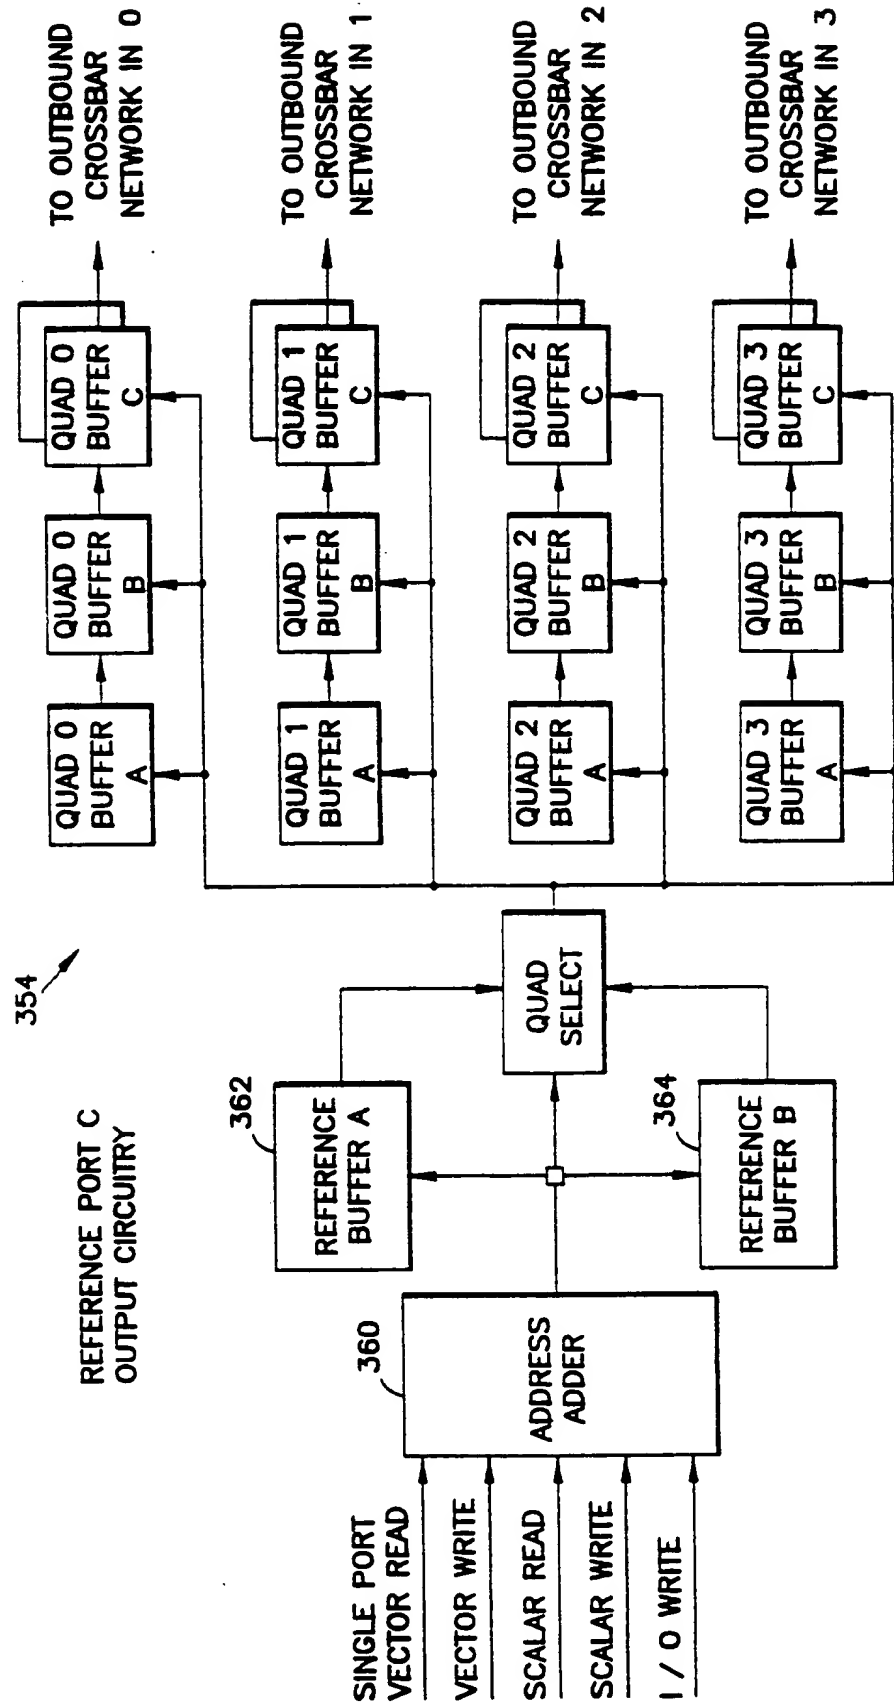 REFERENCE PORT C
OUTPUT CIRCUITRY
354
SINGLE PORT
VECTOR READ
VECTOR WRITE
SCALAR READ
SCALAR WRITE
I / O WRITE
360
ADDRESS
ADDER
362
REFERENCE
BUFFER A
364
REFERENCE
BUFFER B
QUAD
SELECT
QUAD 0
BUFFER
A
QUAD 0
BUFFER
B
QUAD 0
BUFFER
C
TO OUTBOUND
CROSSBAR
NETWORK IN 0
QUAD 1
BUFFER
A
QUAD 1
BUFFER
B
QUAD 1
BUFFER
C
TO OUTBOUND
CROSSBAR
NETWORK IN 1
QUAD 2
BUFFER
A
QUAD 2
BUFFER
B
QUAD 2
BUFFER
C
TO OUTBOUND
CROSSBAR
NETWORK IN 2
QUAD 3
BUFFER
A
QUAD 3
BUFFER
B
QUAD 3
BUFFER
C
TO OUTBOUND
CROSSBAR
NETWORK IN 3